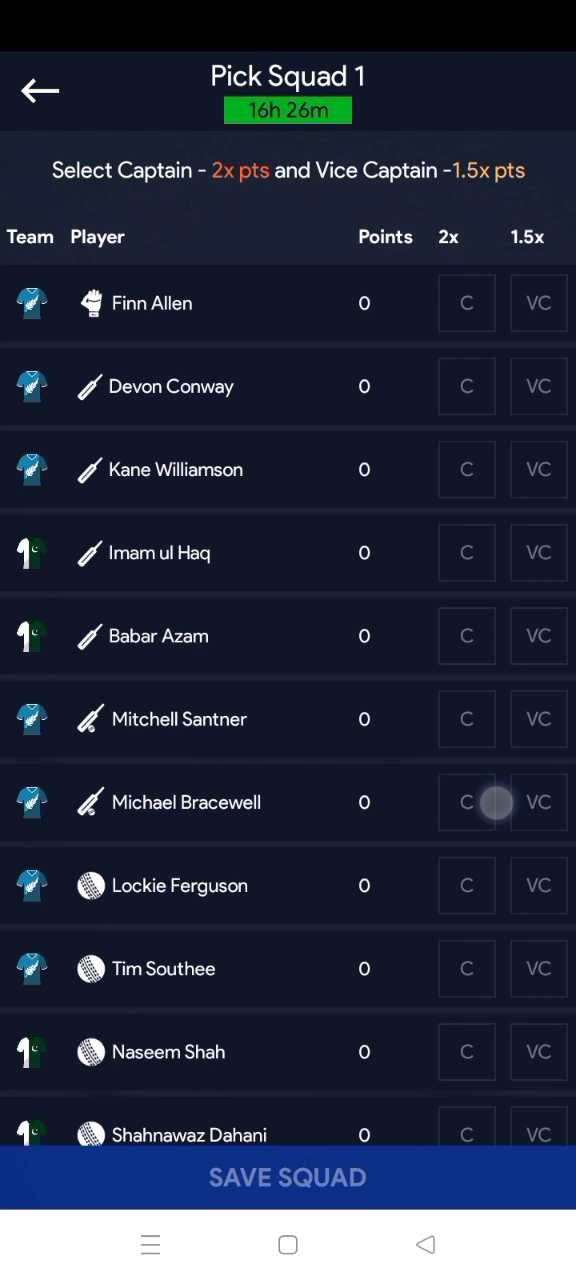 Pick Squad 1
16h 26m
Select Captain - 2x pts and Vice Captain -1.5x pts
Team Player Points 2x 1.5x
Finn Allen 0 C VC
Devon Conway 0 C VC
Kane Williamson 0 C VC
Imam ul Haq 0 C VC
Babar Azam 0 C VC
Mitchell Santner 0 C VC
Michael Bracewell 0 C VC
Lockie Ferguson 0 C VC
Tim Southee 0 C VC
Naseem Shah 0 C VC
Shahnawaz Dahani 0 C VC
SAVE SQUAD